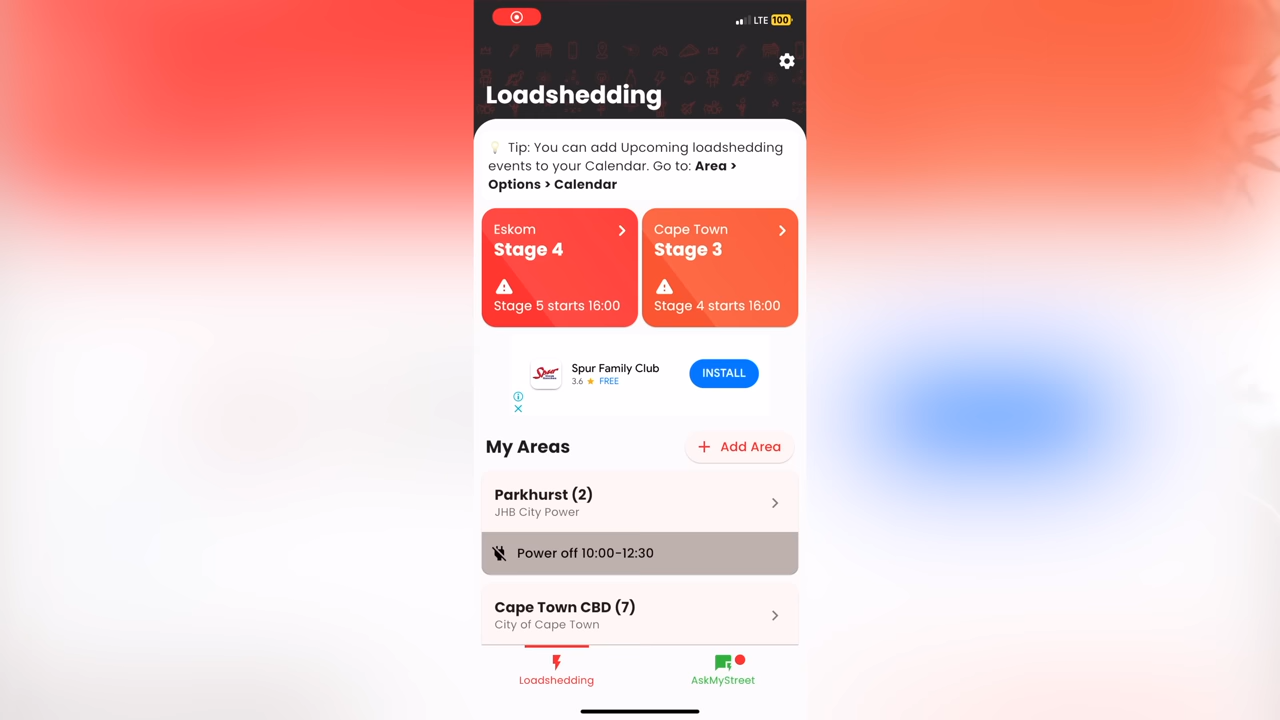 LTE 100
Loadshedding
Tip: You can add Upcoming loadshedding
events to your Calendar. Go to: Area >
Options > Calendar
Eskom
Stage 4
Stage 5 starts 16:00
Cape Town
Stage 3
Stage 4 starts 16:00
Spur
Spur Family Club
3.6 ★ FREE
INSTALL
My Areas
+ Add Area
Parkhurst (2)
JHB City Power
Power off 10:00-12:30
Cape Town CBD (7)
City of Cape Town
Loadshedding
AskMyStreet